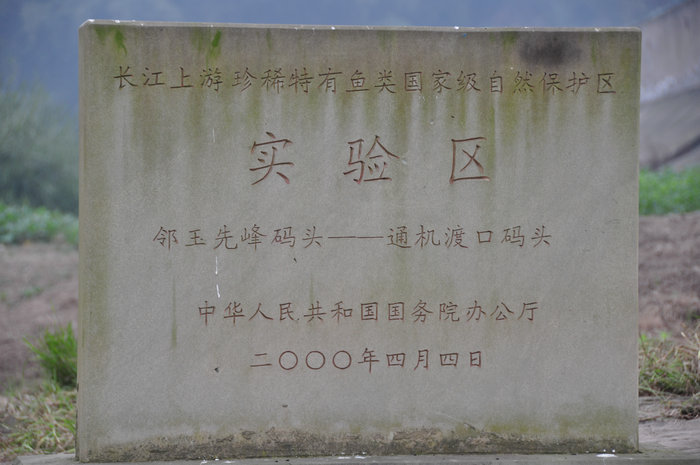 长江上游珍稀特有鱼类国家级自然保护区
实验区
邻玉先峰码头——通机渡口码头
中华人民共和国国务院办公厅
二〇〇〇年四月四日